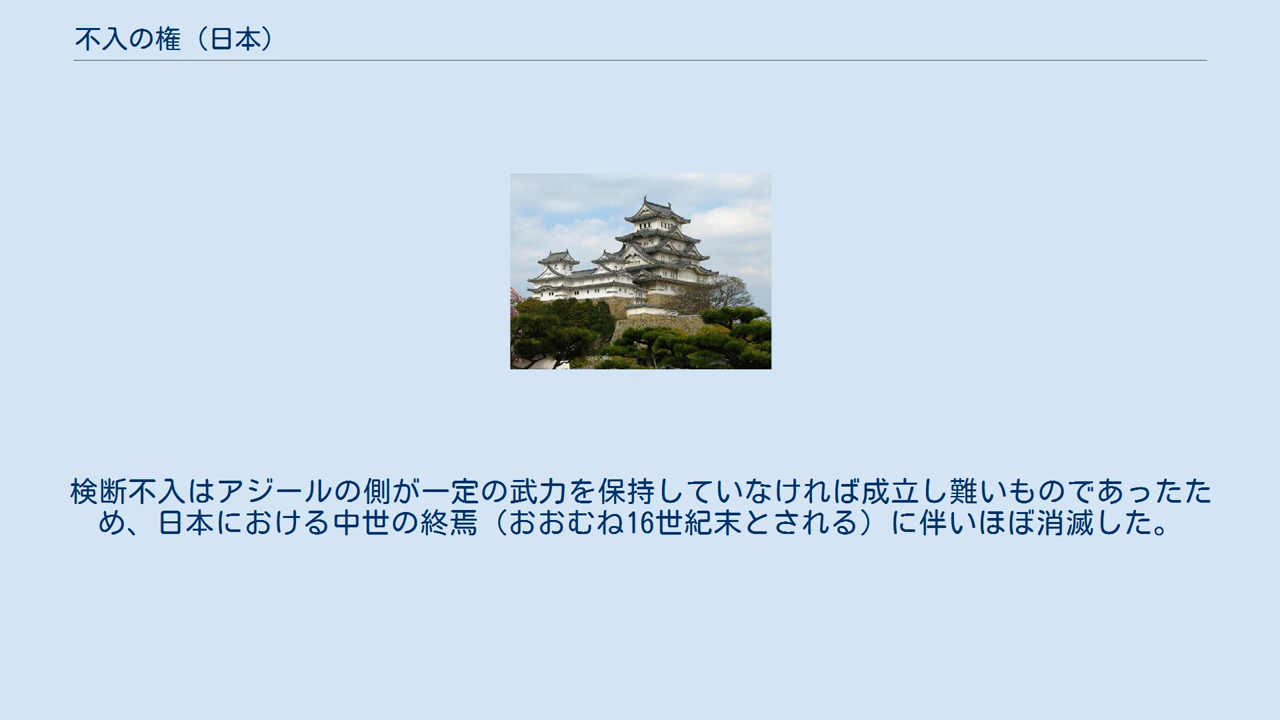 不入の権（日本）
検断不入はアジールの側が一定の武力を保持していなければ成立し難いものであったた
め、日本における中世の終焉（おおむね16世紀末とされる）に伴いほぼ消滅した。